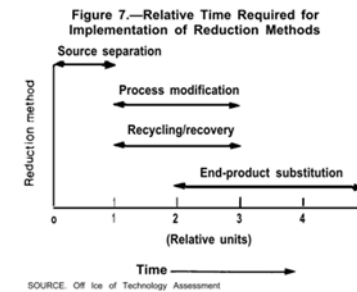 Figure 7.—Relative Time Required for
Implementation of Reduction Methods
Source separation
Process modification
Recycling/recovery
End-product substitution
Reduction method
0 1 2 3 4
(Relative units)
Time
SOURCE. Off Ice of Technology Assessment